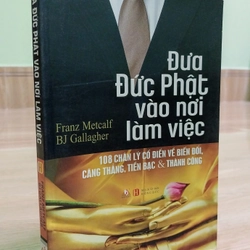 Đưa
Đức Phật
vào nơi
làm việc
Franz Metcalf
BJ Gallagher
108 CHÂN LÝ CỔ ĐIỂN VỀ BIẾN ĐỔI,
CĂNG THẲNG, TIỀN BẠC & THÀNH CÔNG
A ĐỨC PHẬT VÀO NƠI LÀM VIỆC